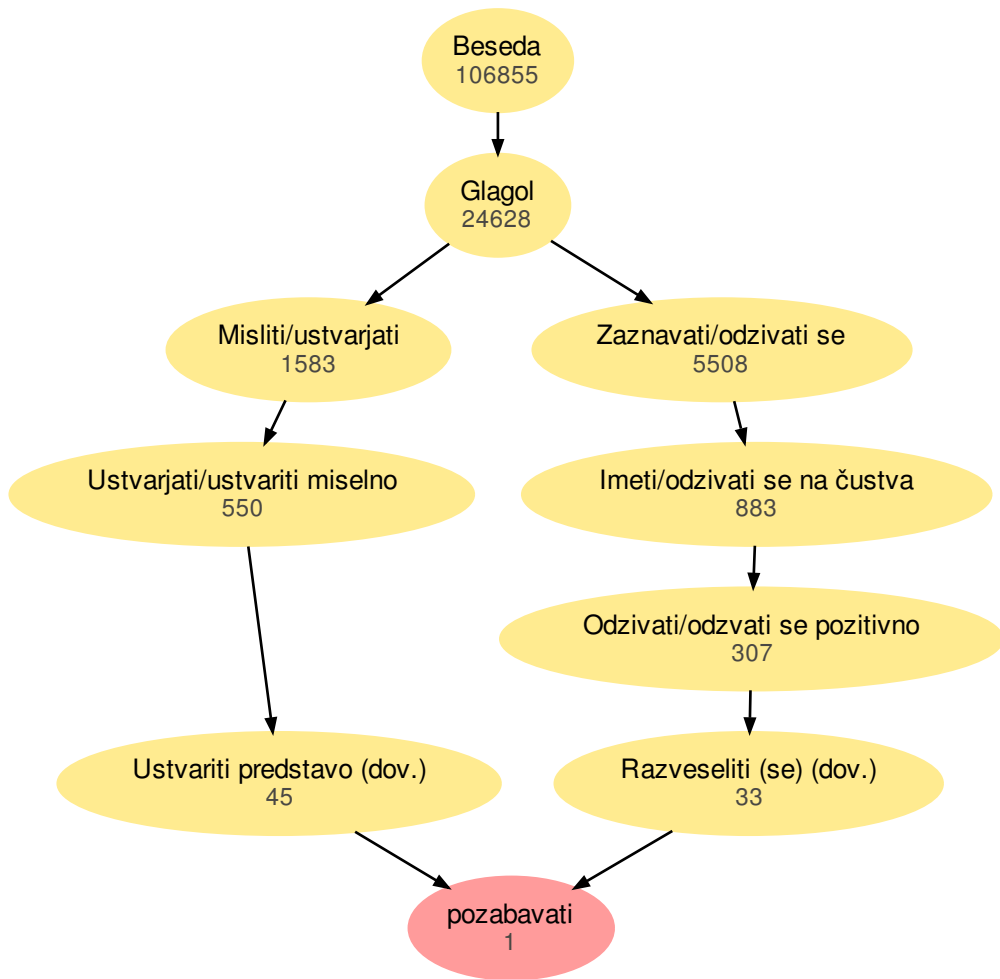 Beseda
106855
Glagol
24628
Misliti/ustvarjati
1583
Zaznavati/odzivati se
5508
Ustvarjati/ustvariti miselno
550
Imeti/odzivati se na čustva
883
Odzivati/odzvati se pozitivno
307
Ustvariti predstavo (dov.)
45
Razveseliti (se) (dov.)
33
pozabavati
1